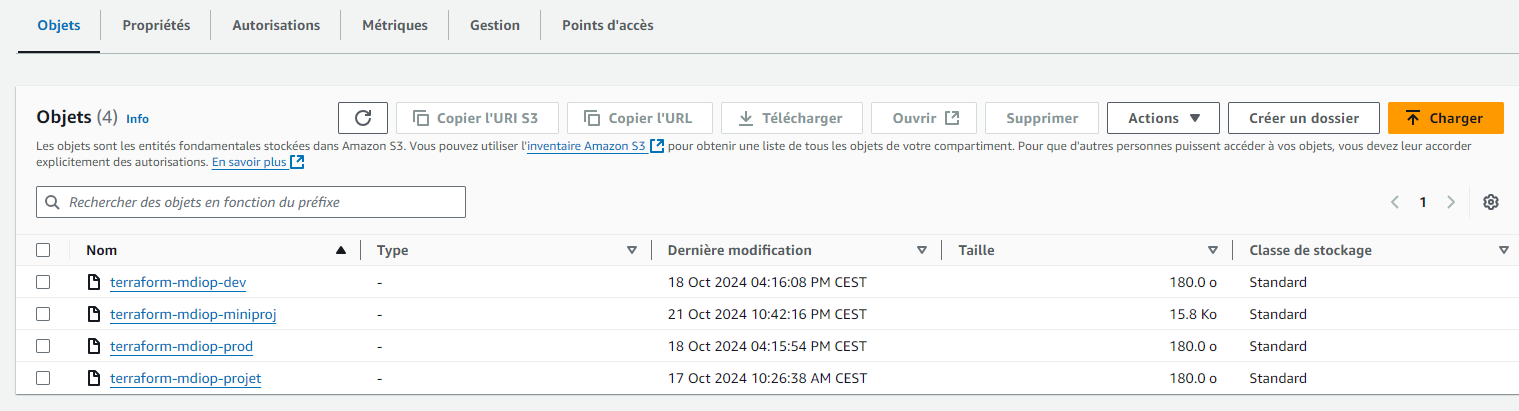 Objets Propriétés Autorisations Métriques Gestion Points d'accès
Objets (4) Info Copier l'URI S3 Copier l'URL Télécharger Ouvrir Supprimer Actions Créer un dossier Charger
Les objets sont les entités fondamentales stockées dans Amazon S3. Vous pouvez utiliser l'inventaire Amazon S3 pour obtenir une liste de tous les objets de votre compartiment. Pour que d'autres personnes puissent accéder à vos objets, vous devez leur accorder
explicitement des autorisations. En savoir plus
Rechercher des objets en fonction du préfixe 1
Nom Type Dernière modification Taille Classe de stockage
terraform-mdiop-dev - 18 Oct 2024 04:16:08 PM CEST 180.0 o Standard
terraform-mdiop-miniproj - 21 Oct 2024 10:42:16 PM CEST 15.8 Ko Standard
terraform-mdiop-prod - 18 Oct 2024 04:15:54 PM CEST 180.0 o Standard
terraform-mdiop-projet - 17 Oct 2024 10:26:38 AM CEST 180.0 o Standard